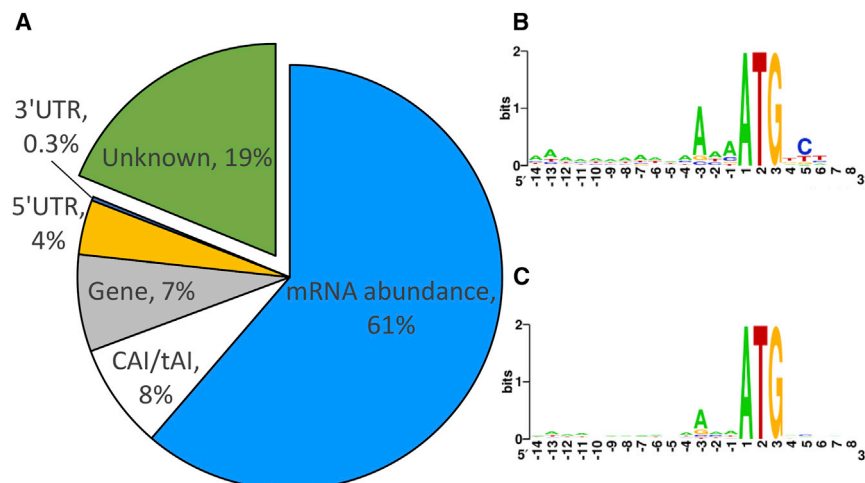 A
3'UTR,
0.3%
Unknown, 19%
5'UTR,
4%
Gene, 7%
mRNA abundance,
61%
CAI/tAI,
8%
B
2
bits
1
0
A ATG C
5′ -14 -13 -12 -11 -10 -9 -8 -7 -6 -5 -4 -3 -2 -1 1 2 3 4 5 6 7 8 3
C
2
bits
1
0
A ATG
5′ -14 -13 -12 -11 -10 -9 -8 -7 -6 -5 -4 -3 -2 -1 1 2 3 4 5 6 7 8 3